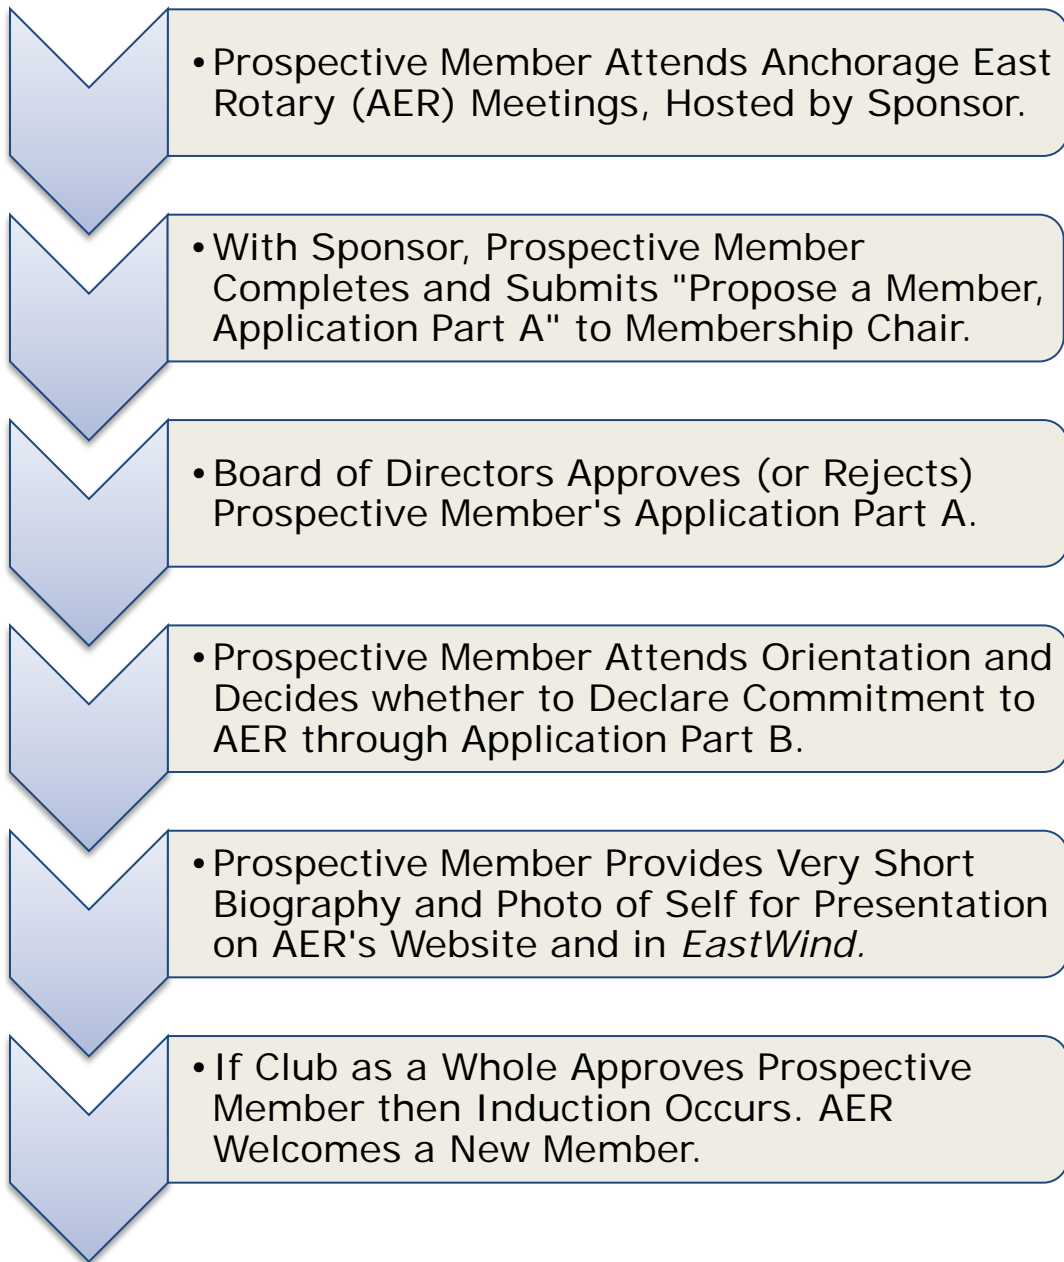 • Prospective Member Attends Anchorage East
Rotary (AER) Meetings, Hosted by Sponsor.
• With Sponsor, Prospective Member
Completes and Submits "Propose a Member,
Application Part A" to Membership Chair.
• Board of Directors Approves (or Rejects)
Prospective Member's Application Part A.
• Prospective Member Attends Orientation and
Decides whether to Declare Commitment to
AER through Application Part B.
• Prospective Member Provides Very Short
Biography and Photo of Self for Presentation
on AER's Website and in EastWind.
• If Club as a Whole Approves Prospective
Member then Induction Occurs. AER
Welcomes a New Member.